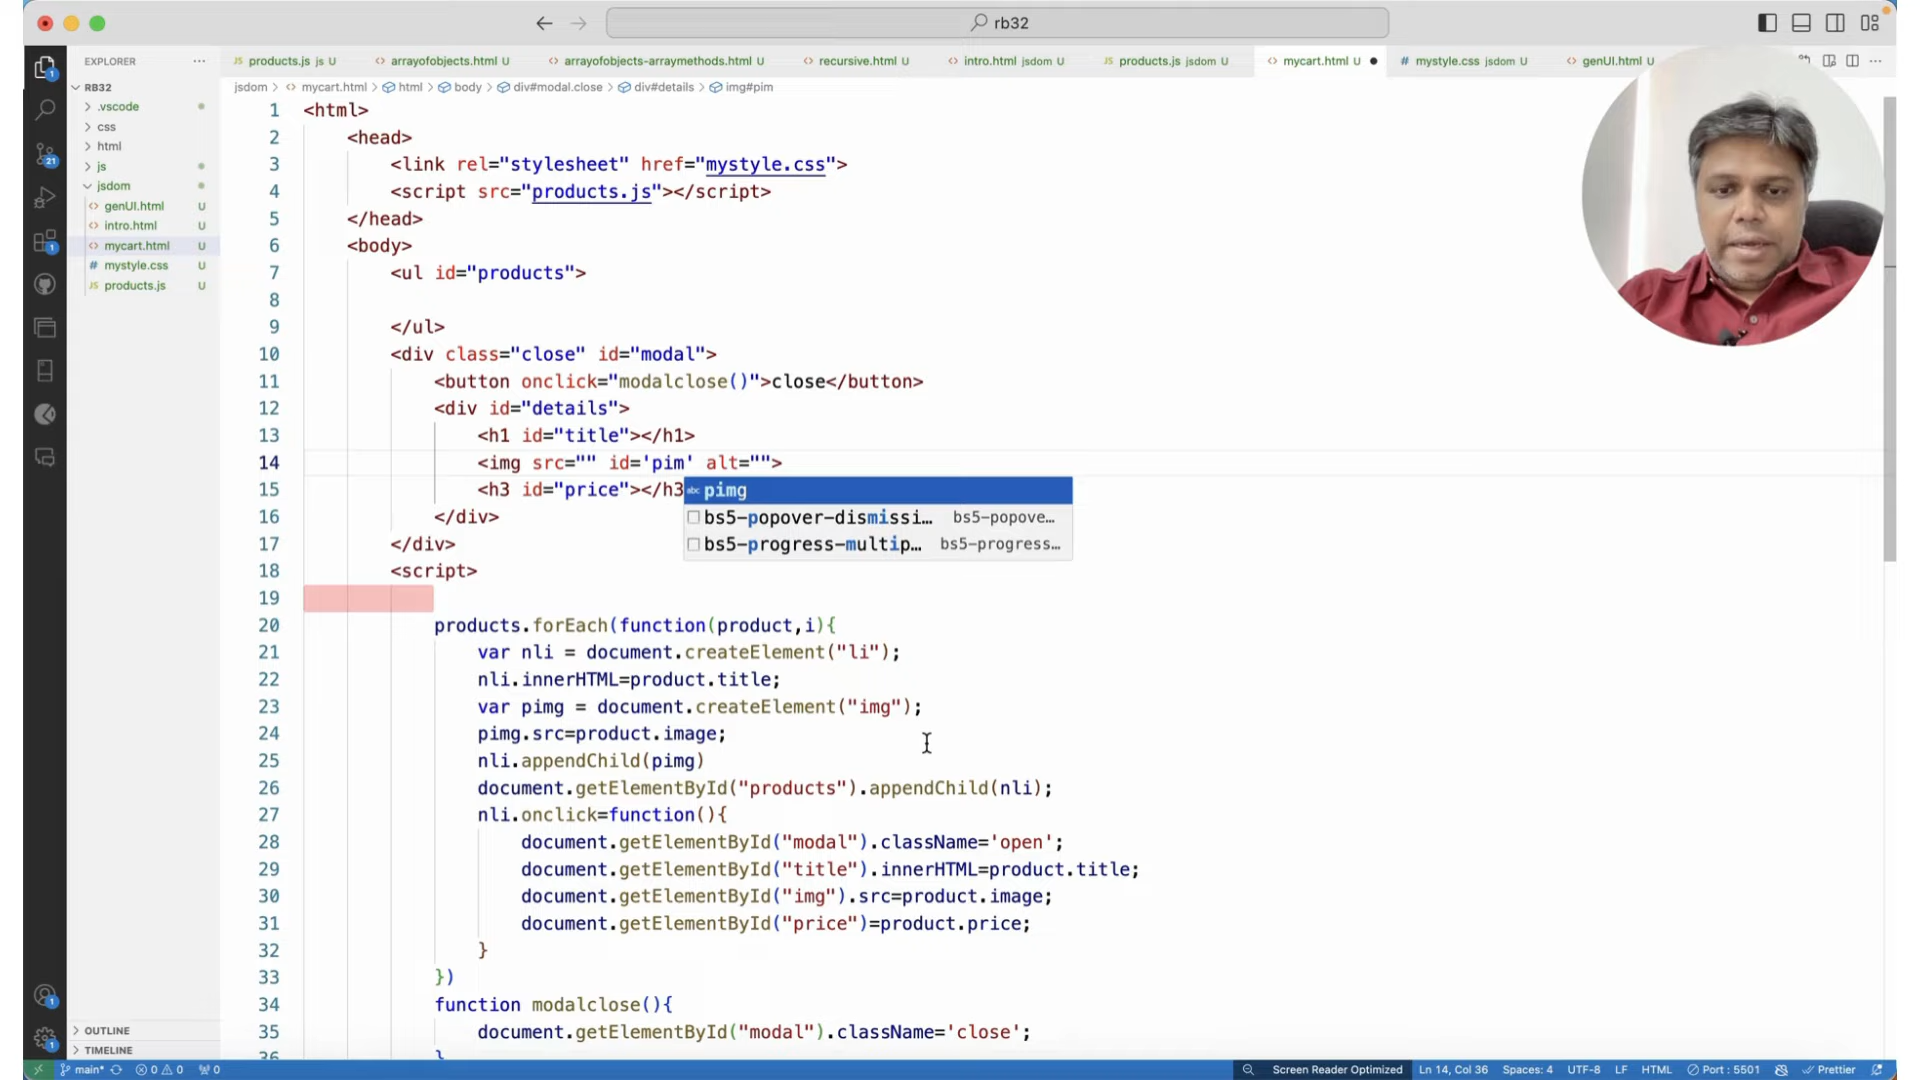 rb32
EXPLORER
products.js js U
arrayofobjects.html U
arrayofobjects-arraymethods.html U
recursive.html U
intro.html jsdom U
products.js jsdom U
mycart.html U
mystyle.css jsdom U
genUI.html U
RB32
.vscode
css
html
js
jsdom
genUI.html U
intro.html U
mycart.html U
mystyle.css U
products.js U
jsdom > mycart.html > html > body > div#modal.close > div#details > img#pim
1 <html>
2 <head>
3 <link rel="stylesheet" href="mystyle.css">
4 <script src="products.js"></script>
5 </head>
6 <body>
7 <ul id="products">
8
9 </ul>
10 <div class="close" id="modal">
11 <button onclick="modalclose()">close</button>
12 <div id="details">
13 <h1 id="title"></h1>
14 <img src="" id='pim' alt="">
15 <h3 id="price"></h3
pimg
bs5-popover-dismissi… bs5-popove…
bs5-progress-multip… bs5-progress…
16 </div>
17 </div>
18 <script>
19
20 products.forEach(function(product,i){
21 var nli = document.createElement("li");
22 nli.innerHTML=product.title;
23 var pimg = document.createElement("img");
24 pimg.src=product.image;
25 nli.appendChild(pimg)
26 document.getElementById("products").appendChild(nli);
27 nli.onclick=function(){
28 document.getElementById("modal").className='open';
29 document.getElementById("title").innerHTML=product.title;
30 document.getElementById("img").src=product.image;
31 document.getElementById("price")=product.price;
32 }
33 })
34 function modalclose(){
35 document.getElementById("modal").className='close';
36 }
OUTLINE
TIMELINE
main* 0 0 0
Screen Reader Optimized Ln 14, Col 36 Spaces: 4 UTF-8 LF HTML Port : 5501 Prettier